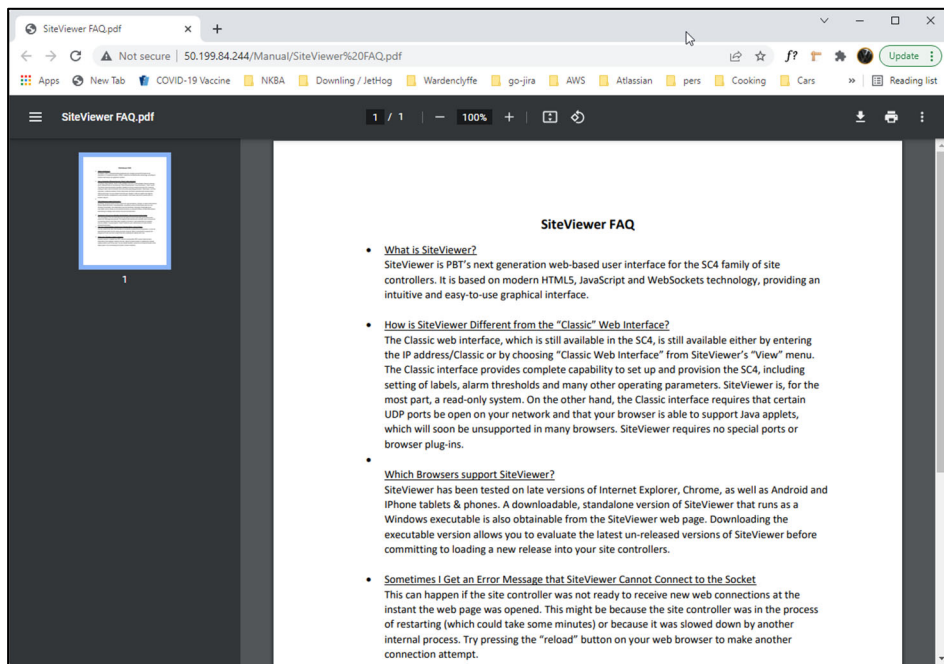 SiteViewer FAQ.pdf
Not secure | 50.199.84.244/Manual/SiteViewer%20FAQ.pdf
f?
Update
Apps
New Tab
COVID-19 Vaccine
NKBA
Downling / JetHog
Wardenclyffe
go-jira
AWS
Atlassian
pers
Cooking
Cars
»
Reading list
SiteViewer FAQ.pdf
1 / 1
100%
1
SiteViewer FAQ
• What is SiteViewer?
SiteViewer is PBT's next generation web-based user interface for the SC4 family of site
controllers. It is based on modern HTML5, JavaScript and WebSockets technology, providing an
intuitive and easy-to-use graphical interface.
• How is SiteViewer Different from the "Classic" Web Interface?
The Classic web interface, which is still available in the SC4, is still available either by entering
the IP address/Classic or by choosing "Classic Web Interface" from SiteViewer's "View" menu.
The Classic interface provides complete capability to set up and provision the SC4, including
setting of labels, alarm thresholds and many other operating parameters. SiteViewer is, for the
most part, a read-only system. On the other hand, the Classic interface requires that certain
UDP ports be open on your network and that your browser is able to support Java applets,
which will soon be unsupported in many browsers. SiteViewer requires no special ports or
browser plug-ins.
•
Which Browsers support SiteViewer?
SiteViewer has been tested on late versions of Internet Explorer, Chrome, as well as Android and
IPhone tablets & phones. A downloadable, standalone version of SiteViewer that runs as a
Windows executable is also obtainable from the SiteViewer web page. Downloading the
executable version allows you to evaluate the latest un-released versions of SiteViewer before
committing to loading a new release into your site controllers.
• Sometimes I Get an Error Message that SiteViewer Cannot Connect to the Socket
This can happen if the site controller was not ready to receive new web connections at the
instant the web page was opened. This might be because the site controller was in the process
of restarting (which could take some minutes) or because it was slowed down by another
internal process. Try pressing the "reload" button on your web browser to make another
connection attempt.